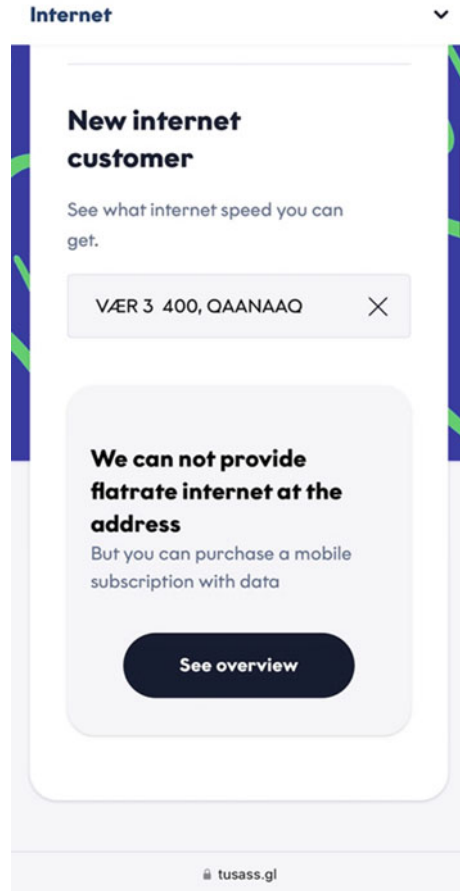 Internet
New internet
customer
See what internet speed you can
get.
VÆR 3 400, QAANAAQ
We can not provide
flatrate internet at the
address
But you can purchase a mobile
subscription with data
See overview
tusass.gl